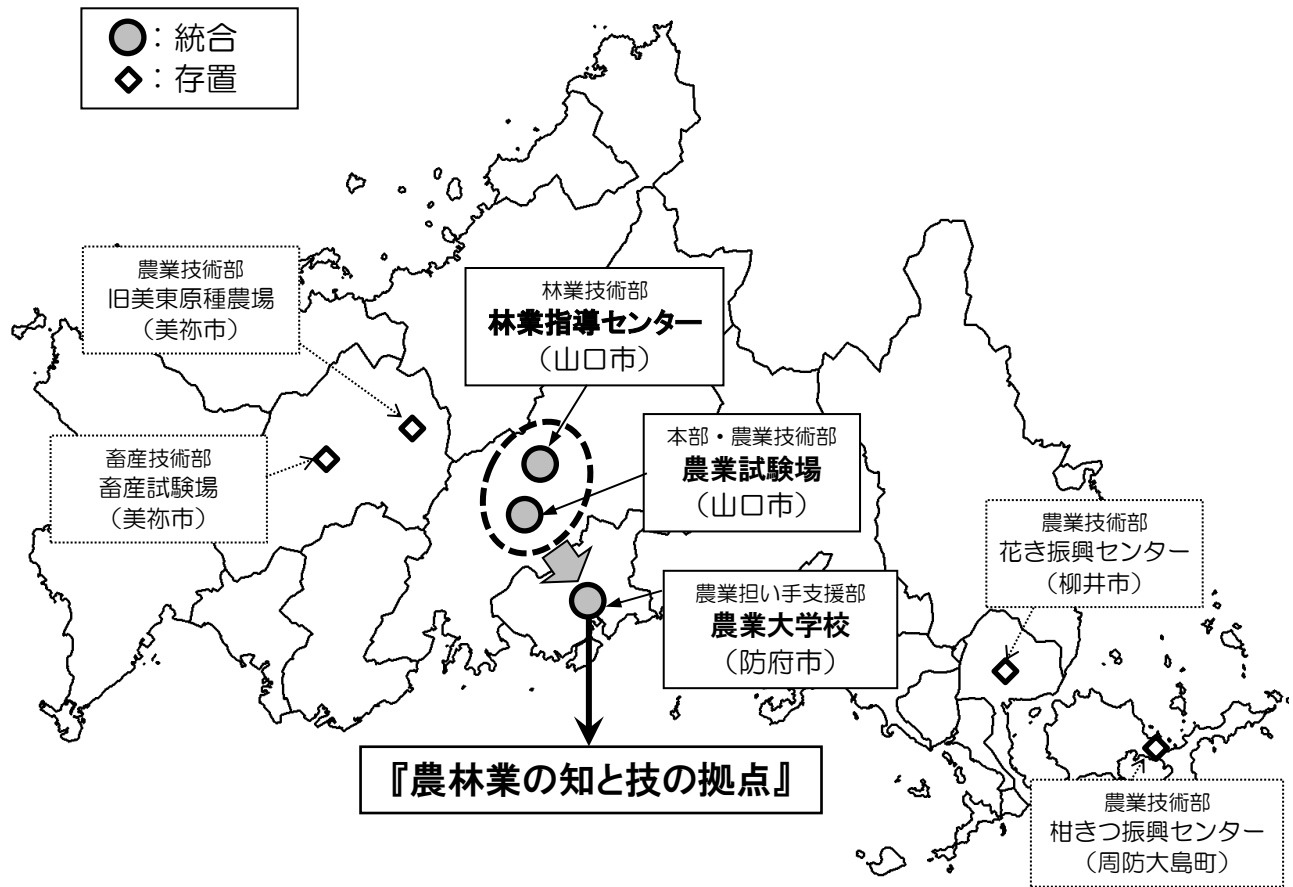 ：統合
：存置
農業技術部
旧美東原種農場
（美祢市）
林業技術部
林業指導センター
（山口市）
畜産技術部
畜産試験場
（美祢市）
本部・農業技術部
農業試験場
（山口市）
農業技術部
花き振興センター
（柳井市）
農業担い手支援部
農業大学校
（防府市）
『農林業の知と技の拠点』
農業技術部
柑きつ振興センター
（周防大島町）